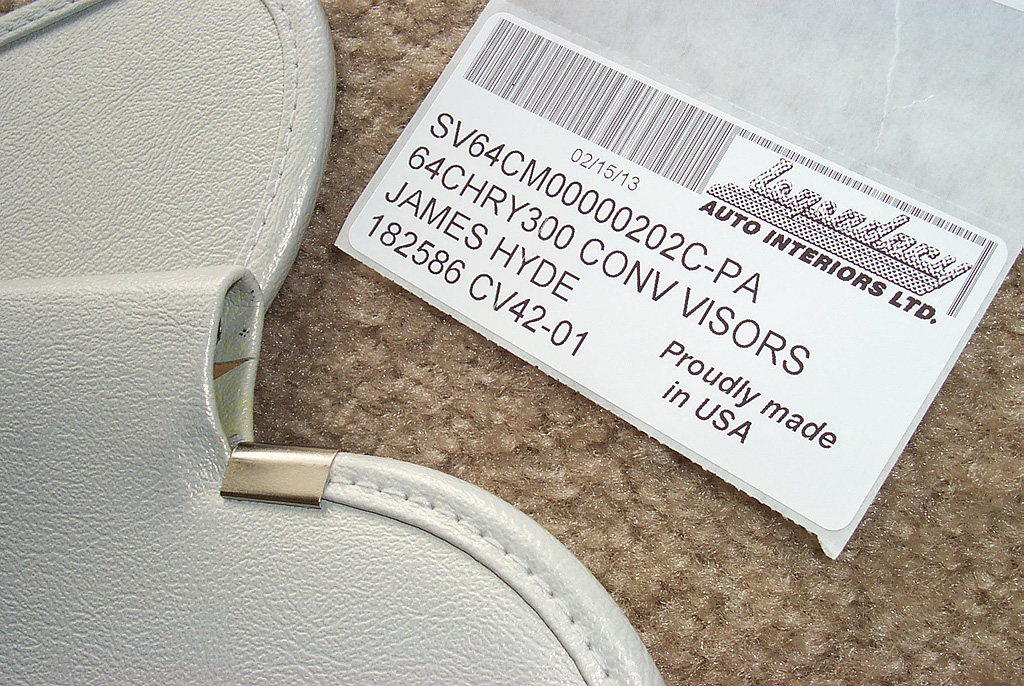 02/15/13
SV64CM0000202C-PA
64CHRY300 CONV VISORS
JAMES HYDE
182586 CV42-01
Legendary
AUTO INTERIORS LTD.
Proudly made
in USA